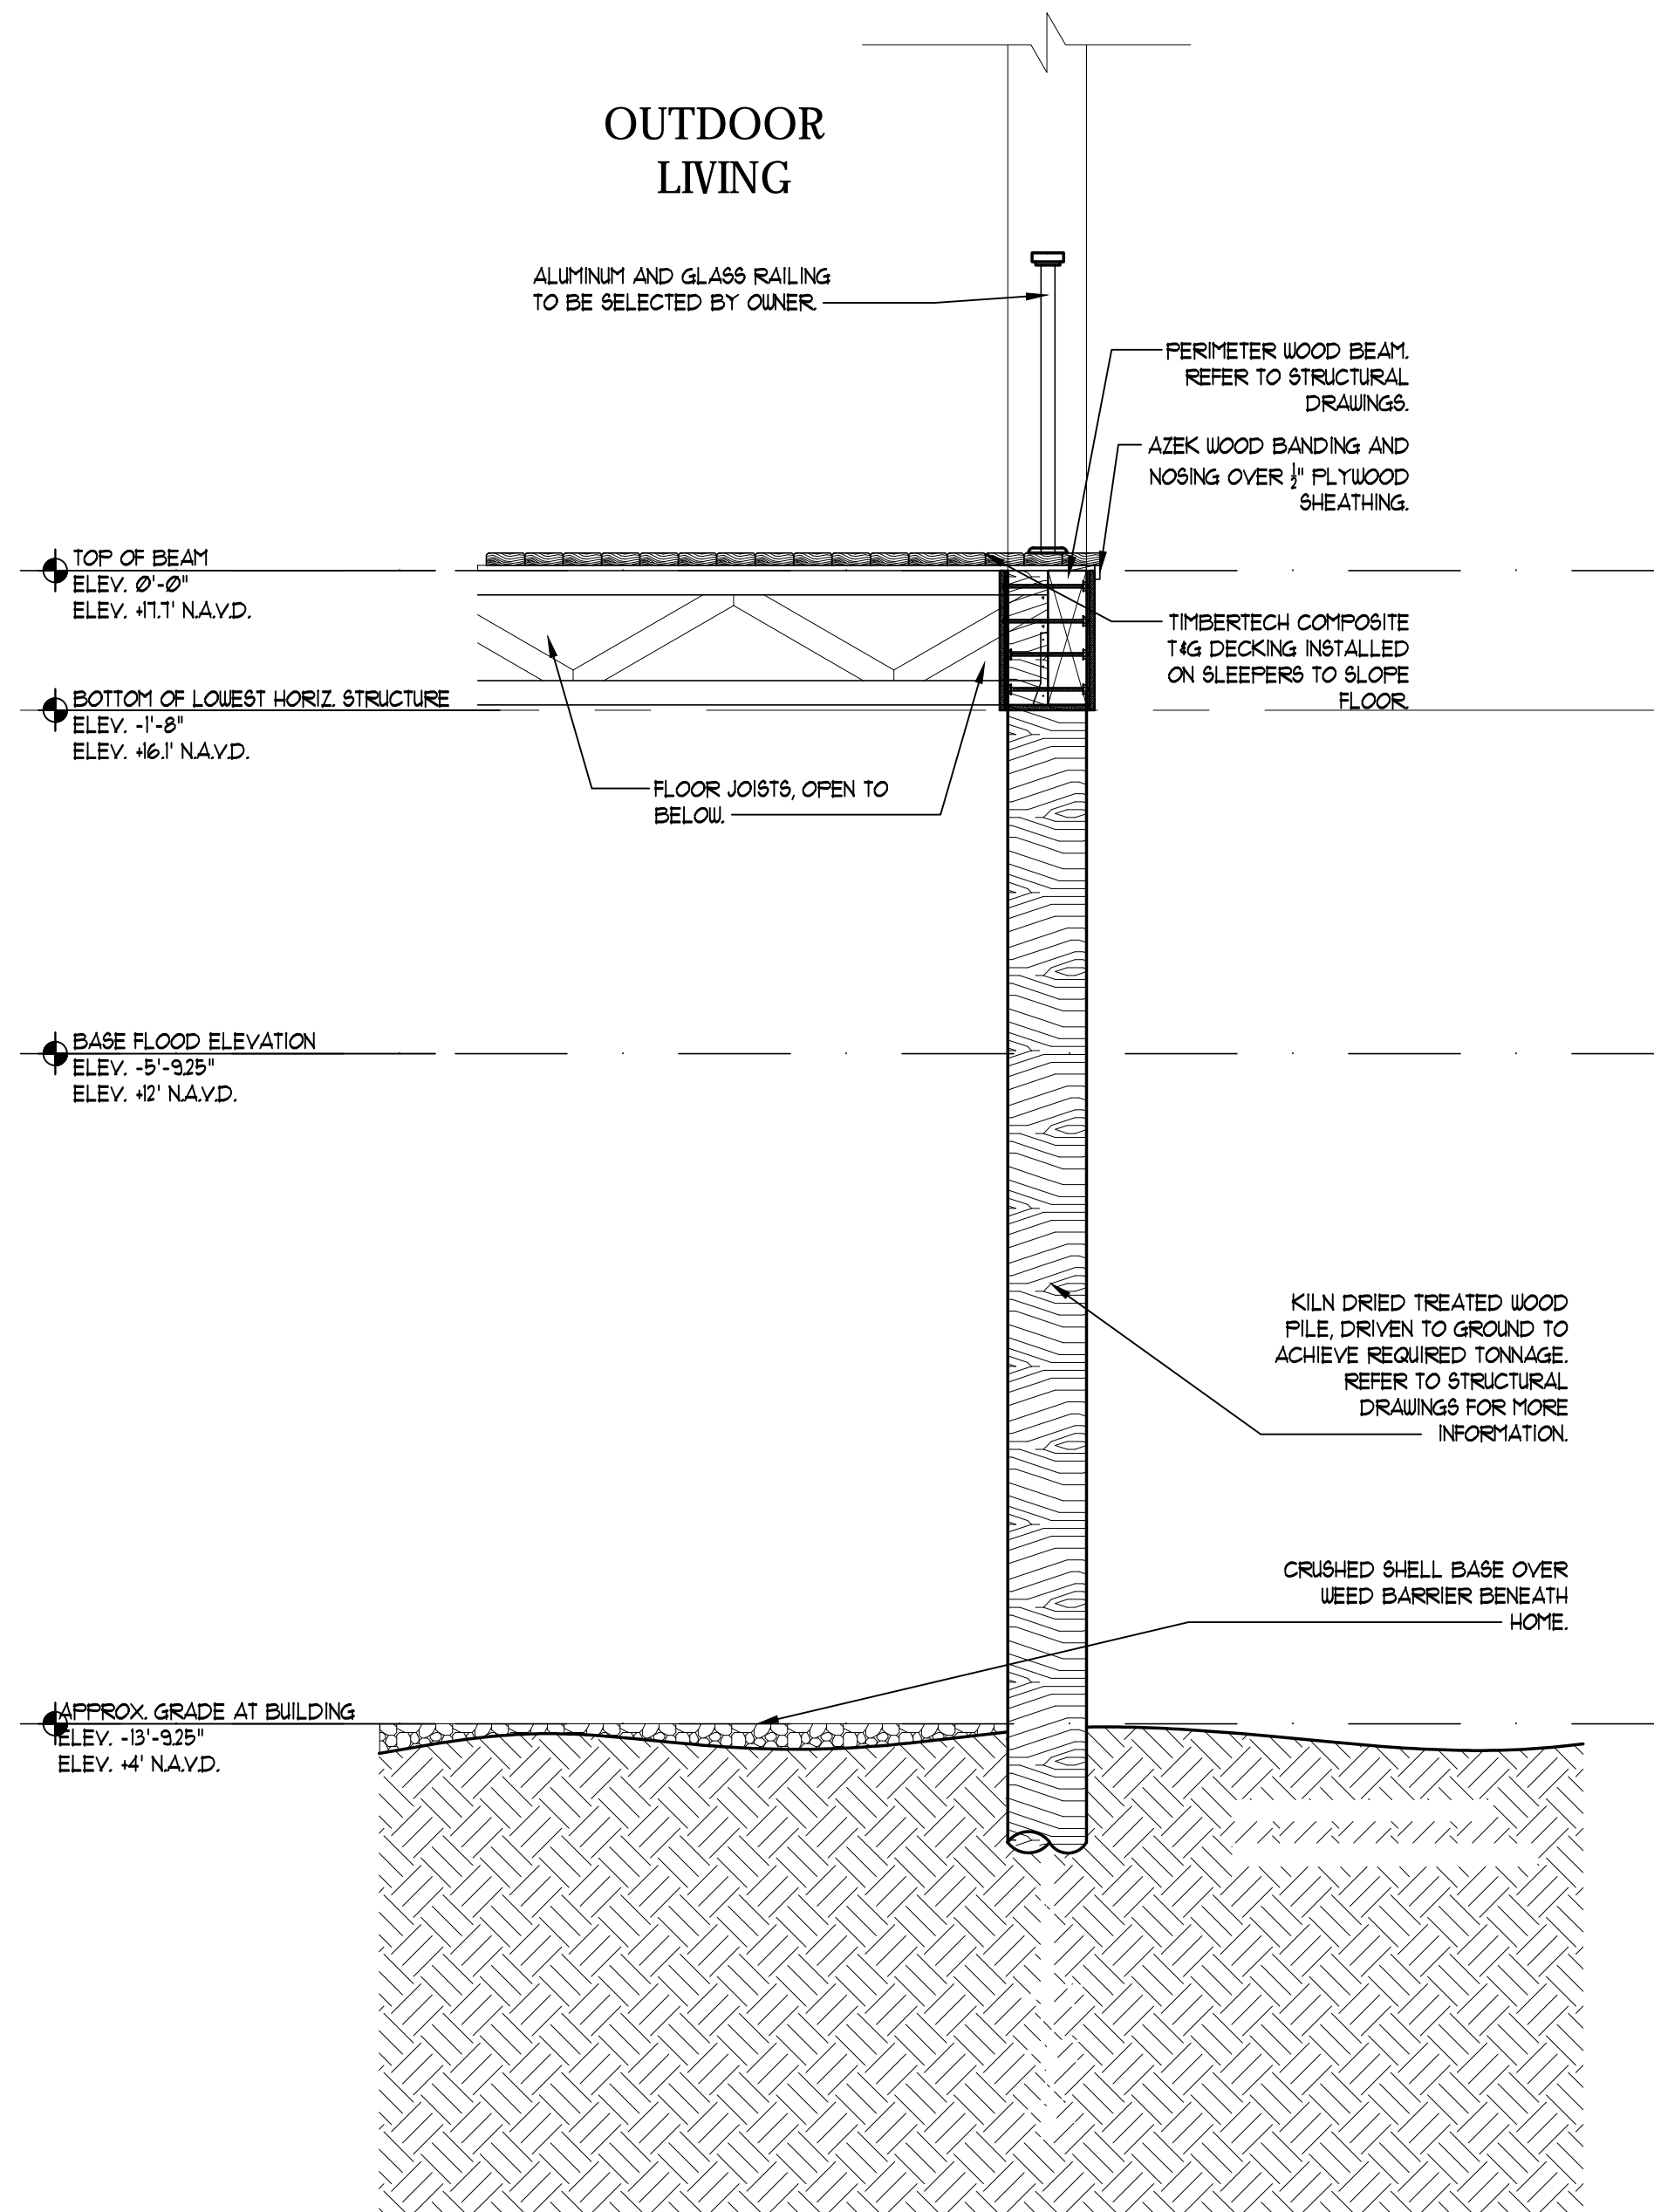 OUTDOOR
LIVING
ALUMINUM AND GLASS RAILING
TO BE SELECTED BY OWNER.
PERIMETER WOOD BEAM.
REFER TO STRUCTURAL
DRAWINGS.
AZEK WOOD BANDING AND
NOSING OVER ½" PLYWOOD
SHEATHING.
TOP OF BEAM
ELEV. 0'-0"
ELEV. +17.7' N.A.V.D.
TIMBERTECH COMPOSITE
T&G DECKING INSTALLED
ON SLEEPERS TO SLOPE
FLOOR.
BOTTOM OF LOWEST HORIZ. STRUCTURE
ELEV. -1'-8"
ELEV. +16.1' N.A.V.D.
FLOOR JOISTS, OPEN TO
BELOW.
BASE FLOOD ELEVATION
ELEV. -5'-9.25"
ELEV. +12' N.A.V.D.
KILN DRIED TREATED WOOD
PILE, DRIVEN TO GROUND TO
ACHIEVE REQUIRED TONNAGE.
REFER TO STRUCTURAL
DRAWINGS FOR MORE
INFORMATION.
CRUSHED SHELL BASE OVER
WEED BARRIER BENEATH
HOME.
APPROX. GRADE AT BUILDING
ELEV. -13'-9.25"
ELEV. +4' N.A.V.D.